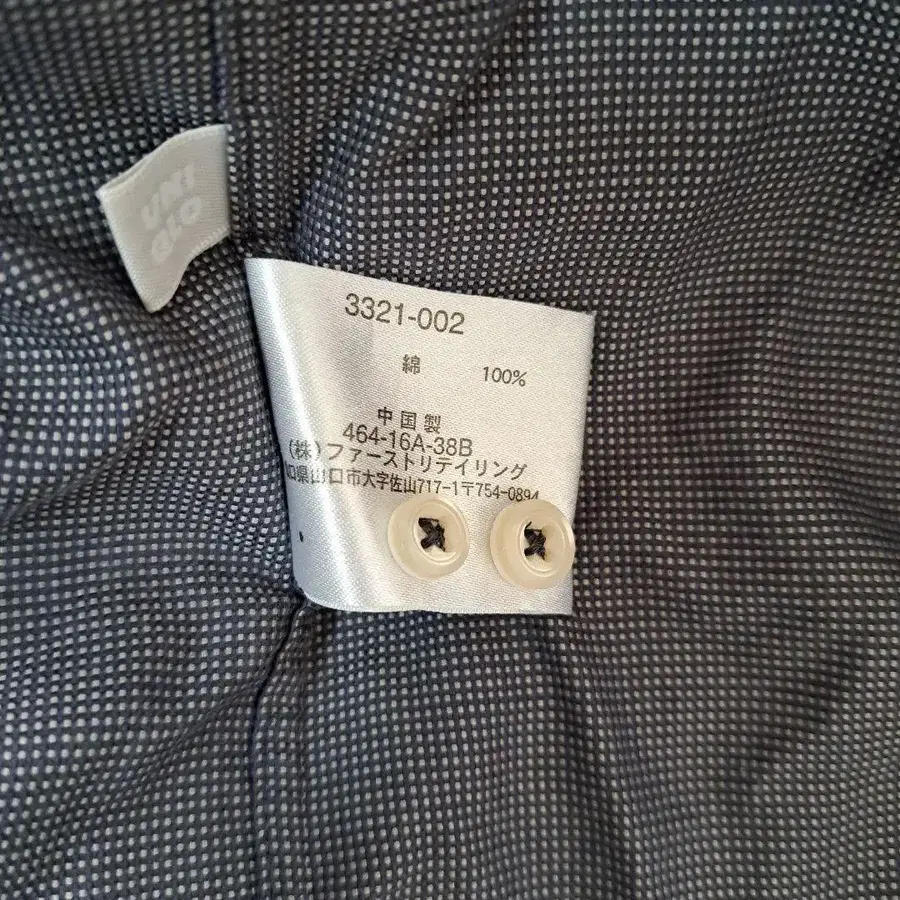 UNI
QLO
3321-002
綿 100%
中国製
464-16A-38B
(株)ファーストリテイリング
口県山口市大字佐山717-1〒754-0894